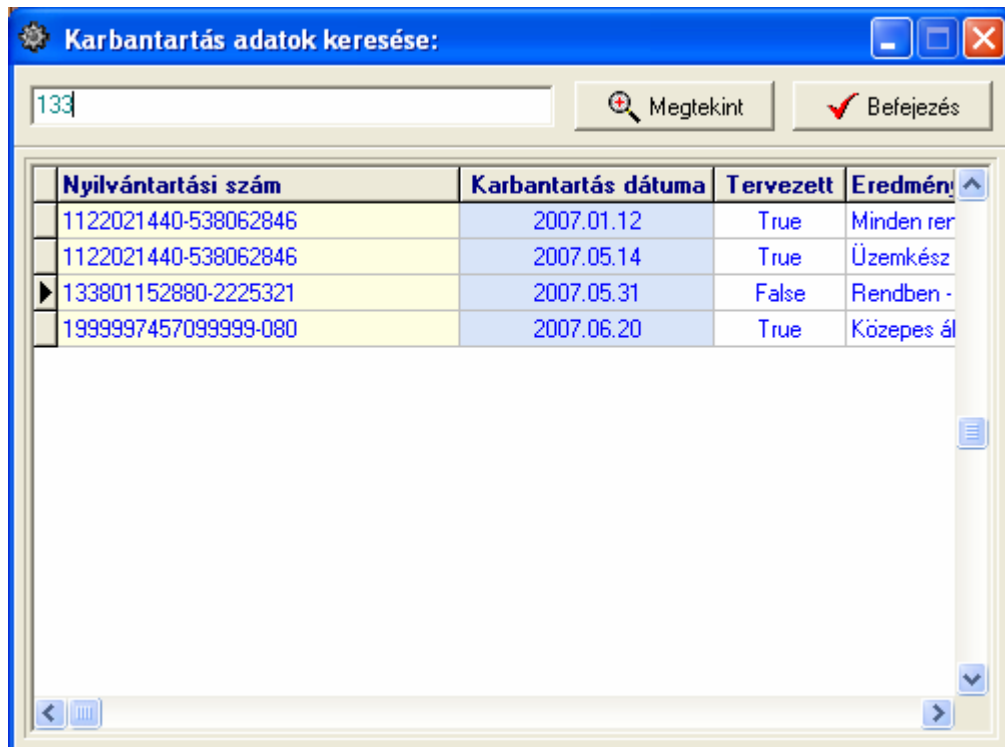 Karbantartás adatok keresése:
133 Megtekint Befejezés
Nyilvántartási szám Karbantartás dátuma Tervezett Eredmény
1122021440-538062846 2007.01.12 True Minden ren
1122021440-538062846 2007.05.14 True Üzemkész
133801152880-2225321 2007.05.31 False Rendben -
1999997457099999-080 2007.06.20 True Közepes ál